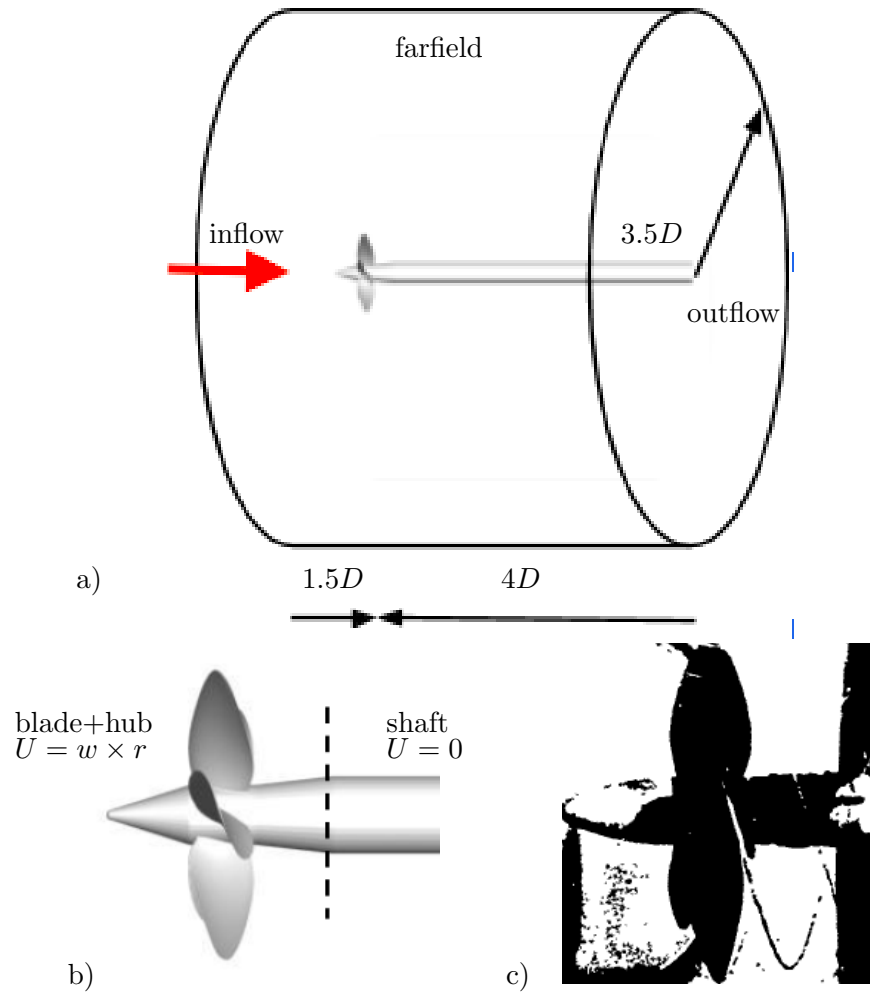 farfield
inflow
3.5D
outflow
a)
1.5D
4D
blade+hub
U = w × r
shaft
U = 0
b)
c)